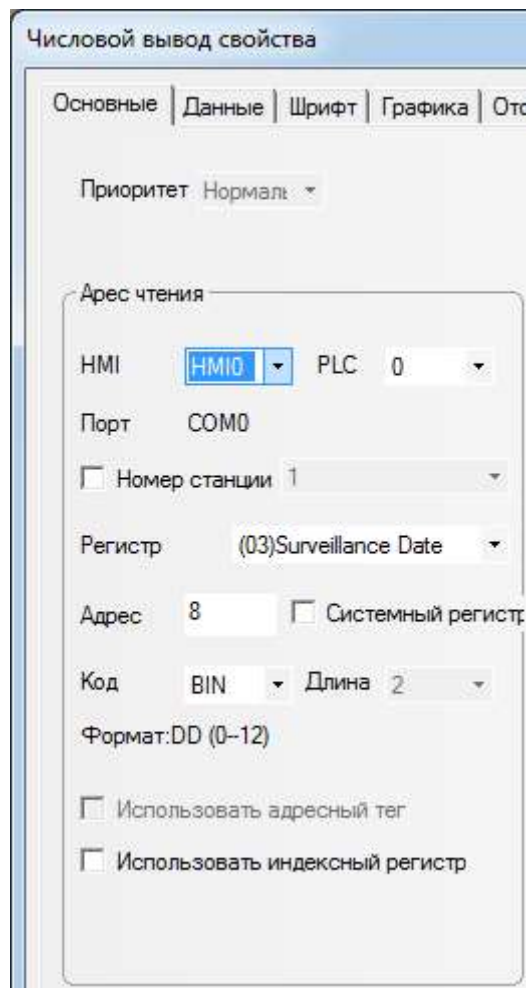 Числовой вывод свойства
Основные Данные Шрифт Графика Ото
Приоритет Нормаль
Арес чтения
HMI HMI0 PLC 0
Порт COM0
Номер станции 1
Регистр (03)Surveillance Date
Адрес 8 Системный регистр
Код BIN Длина 2
Формат:DD (0--12)
Использовать адресный тег
Использовать индексный регистр